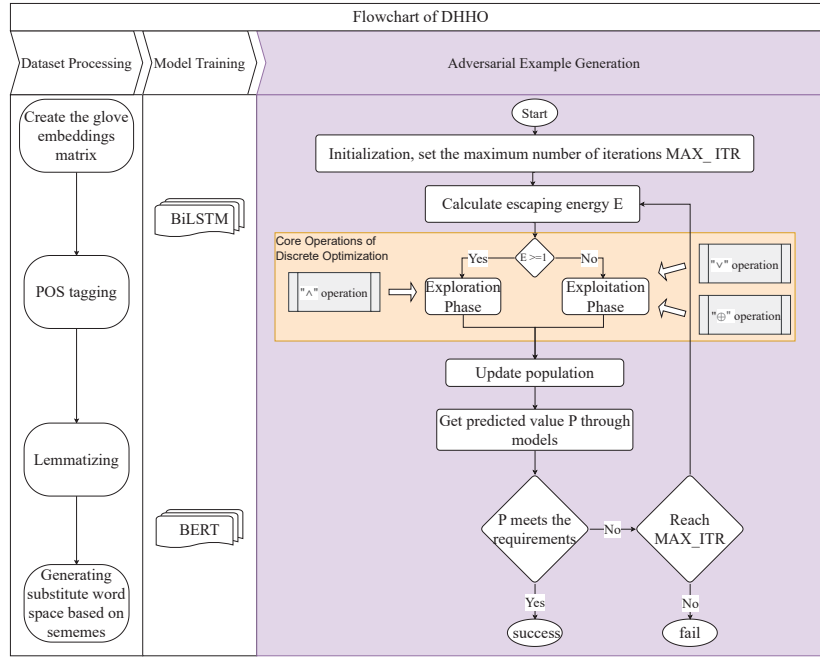 Flowchart of DHHO
Dataset Processing
Model Training
Adversarial Example Generation
Create the glove
embeddings
matrix
POS tagging
Lemmatizing
Generating
substitute word
space based on
sememes
BiLSTM
BERT
Start
Initialization, set the maximum number of iterations MAX_ ITR
Calculate escaping energy E
Core Operations of
Discrete Optimization
E >=1
Yes
No
"∧" operation
Exploration
Phase
Exploitation
Phase
"∨" operation
"⊕" operation
Update population
Get predicted value P through
models
P meets the
requirements
No
Reach
MAX_ITR
Yes
No
success
fail